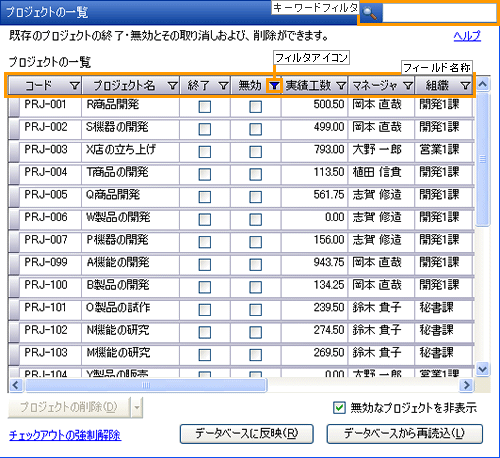 プロジェクトの一覧 キーワードフィルタ
既存のプロジェクトの終了・無効とその取り消しおよび、削除ができます。 ヘルプ
プロジェクトの一覧 フィルタアイコン フィールド名称
コード プロジェクト名 終了 無効 実績工数 マネージャ 組織
PRJ-001 R商品開発 500.50 岡本 直哉 開発1課
PRJ-002 S機器の開発 499.00 岡本 直哉 開発1課
PRJ-003 X店の立ち上げ 793.00 大野 一郎 営業1課
PRJ-004 T商品の開発 113.50 植田 信貴 開発1課
PRJ-005 Q商品開発 561.75 志賀 修造 開発1課
PRJ-006 W製品の開発 0.00 志賀 修造 開発1課
PRJ-007 P機器の開発 156.00 志賀 修造 開発1課
PRJ-099 A機能の開発 943.75 岡本 直哉 開発1課
PRJ-100 B製品の開発 134.25 岡本 直哉 開発1課
PRJ-101 O製品の試作 239.50 鈴木 貴子 秘書課
PRJ-102 N機能の研究 274.50 鈴木 貴子 秘書課
PRJ-103 M機能の研究 269.50 鈴木 貴子 秘書課
PRJ-104 Y製品の販売 0.00 大野 一郎 営業1課
プロジェクトの削除(D) 無効なプロジェクトを非表示
チェックアウトの強制解除 データベースに反映(R) データベースから再読込(L)